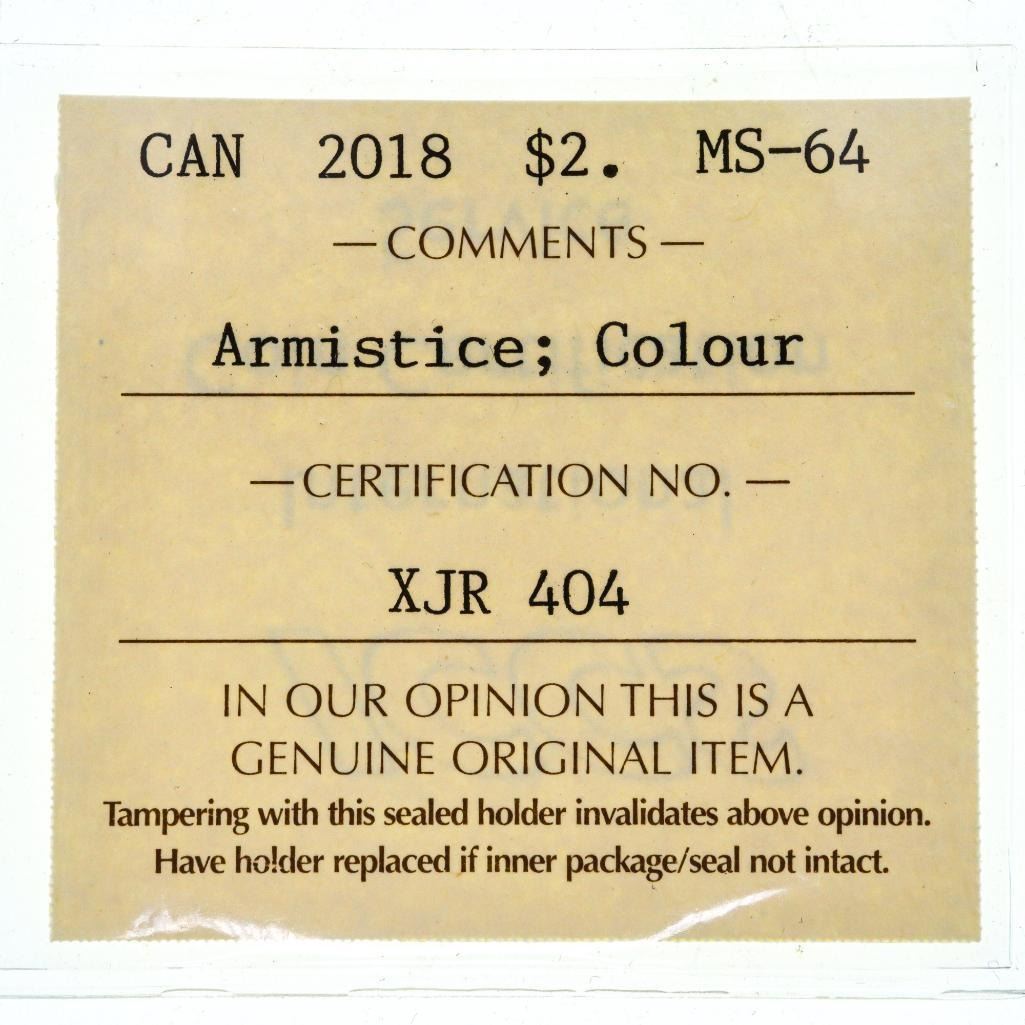 CAN 2018 $2. MS-64
— COMMENTS —
Armistice; Colour
— CERTIFICATION NO. —
XJR 404
IN OUR OPINION THIS IS A
GENUINE ORIGINAL ITEM.
Tampering with this sealed holder invalidates above opinion.
Have holder replaced if inner package/seal not intact.